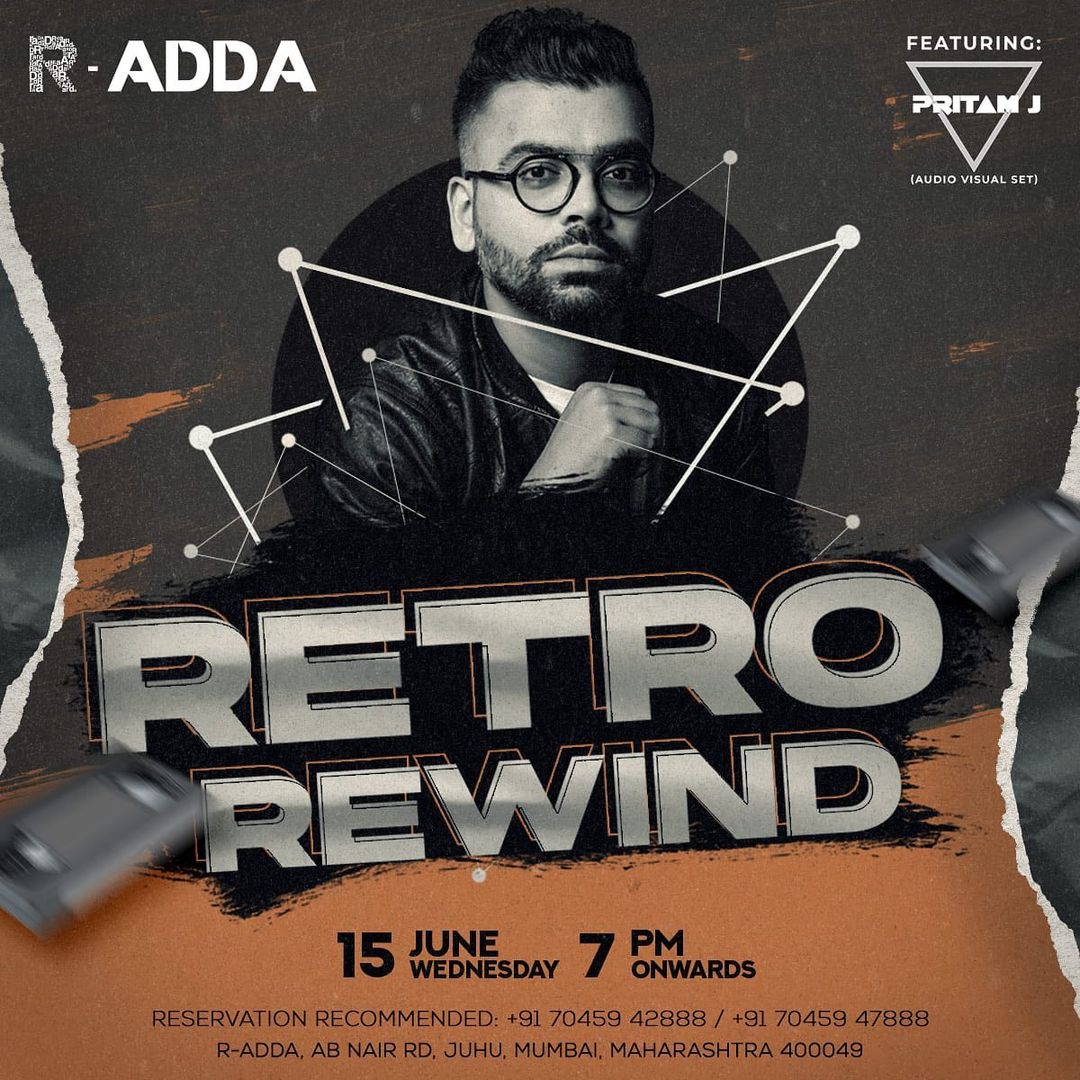 R - ADDA
FEATURING:
PRITAM J
(AUDIO VISUAL SET)
RETRO
REWIND
15 JUNE WEDNESDAY 7 PM ONWARDS
RESERVATION RECOMMENDED: +91 70459 42888 / +91 70459 47888
R-ADDA, AB NAIR RD, JUHU, MUMBAI, MAHARASHTRA 400049